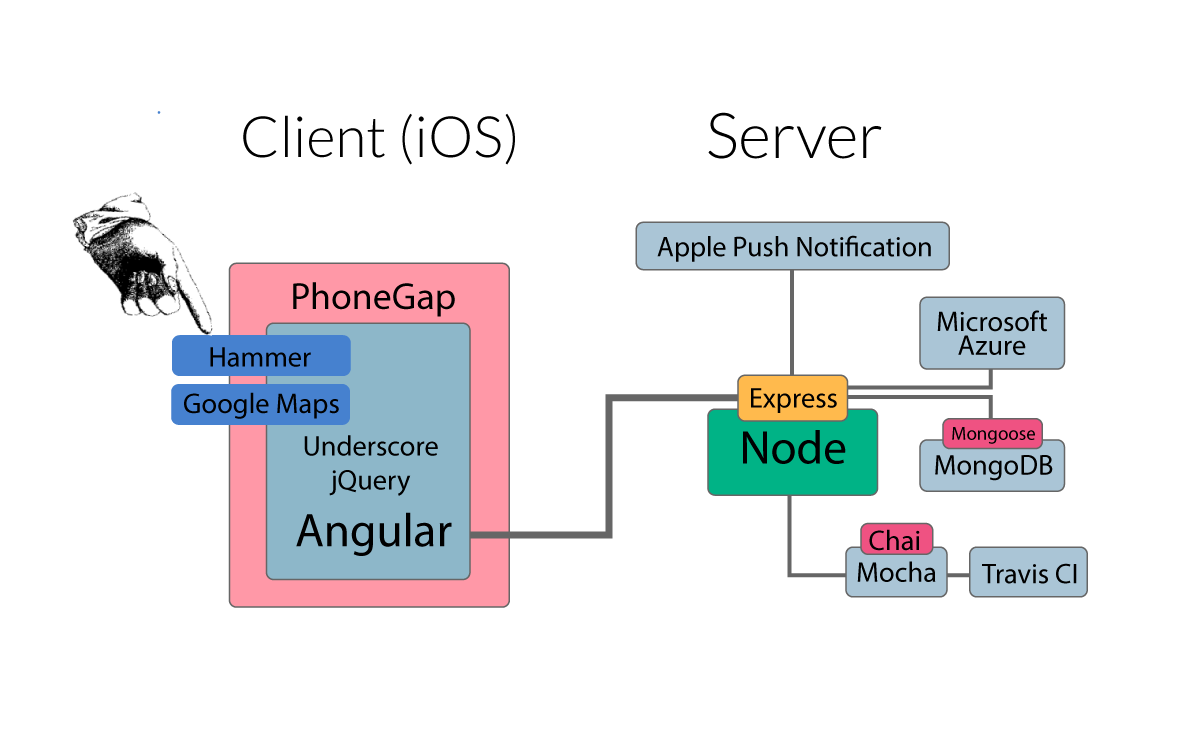 Client (iOS)
Server
PhoneGap
Hammer
Google Maps
Underscore
jQuery
Angular
Apple Push Notification
Microsoft
Azure
Express
Node
Mongoose
MongoDB
Chai
Mocha
Travis CI